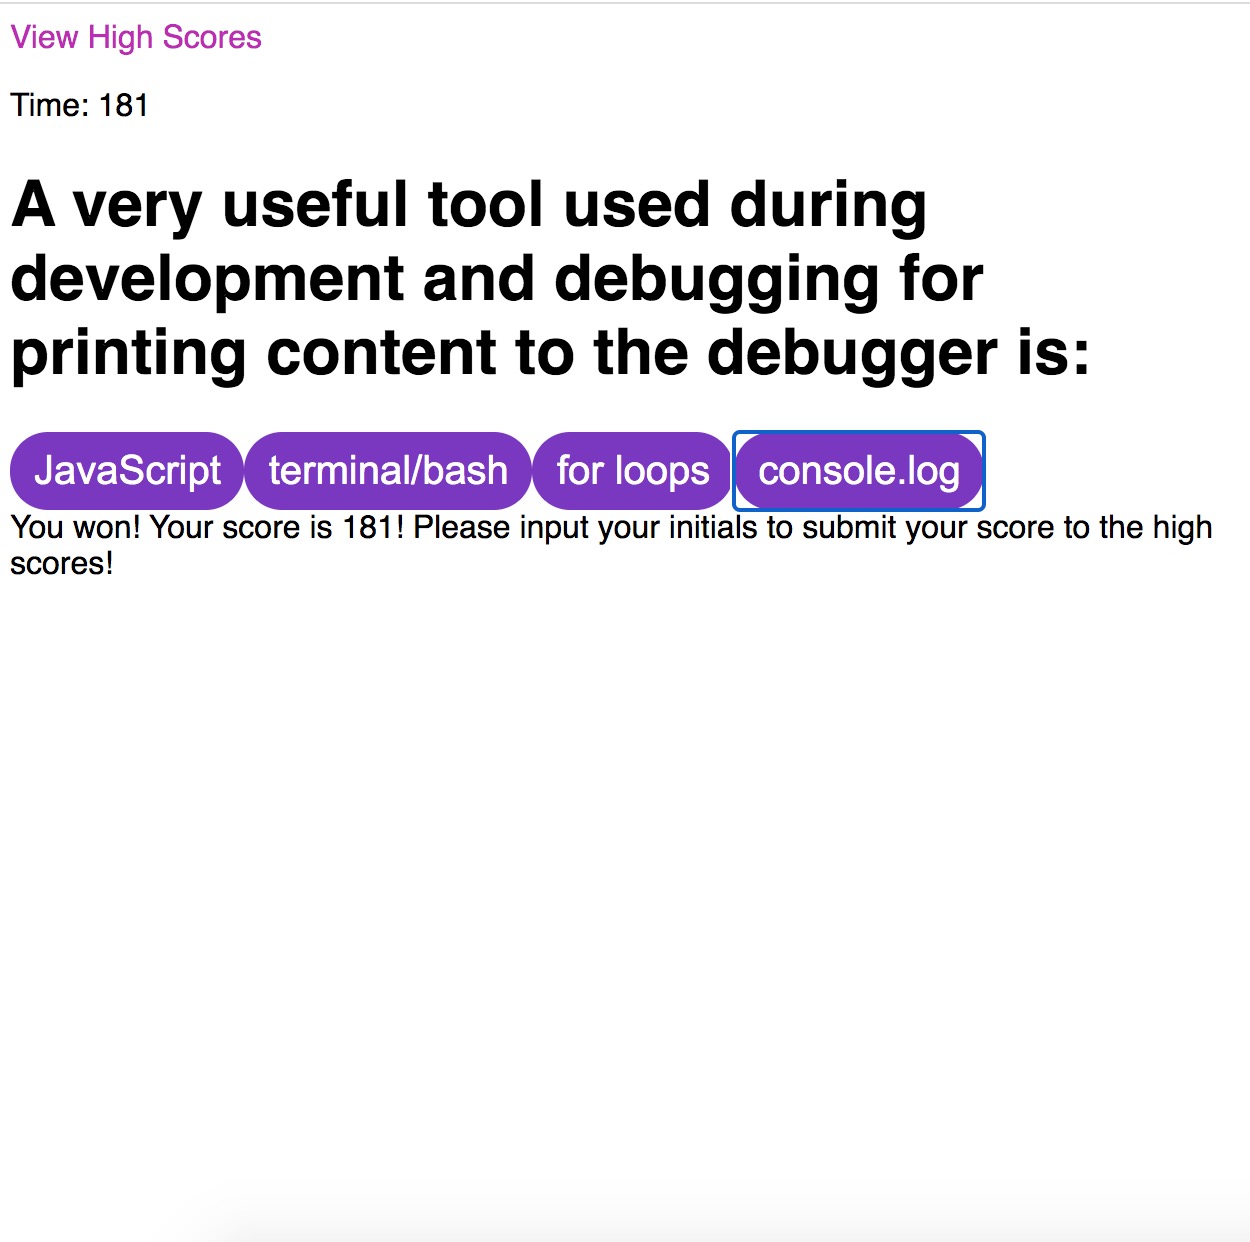 View High Scores
Time: 181
A very useful tool used during
development and debugging for
printing content to the debugger is:
JavaScript terminal/bash for loops console.log
You won! Your score is 181! Please input your initials to submit your score to the high
scores!